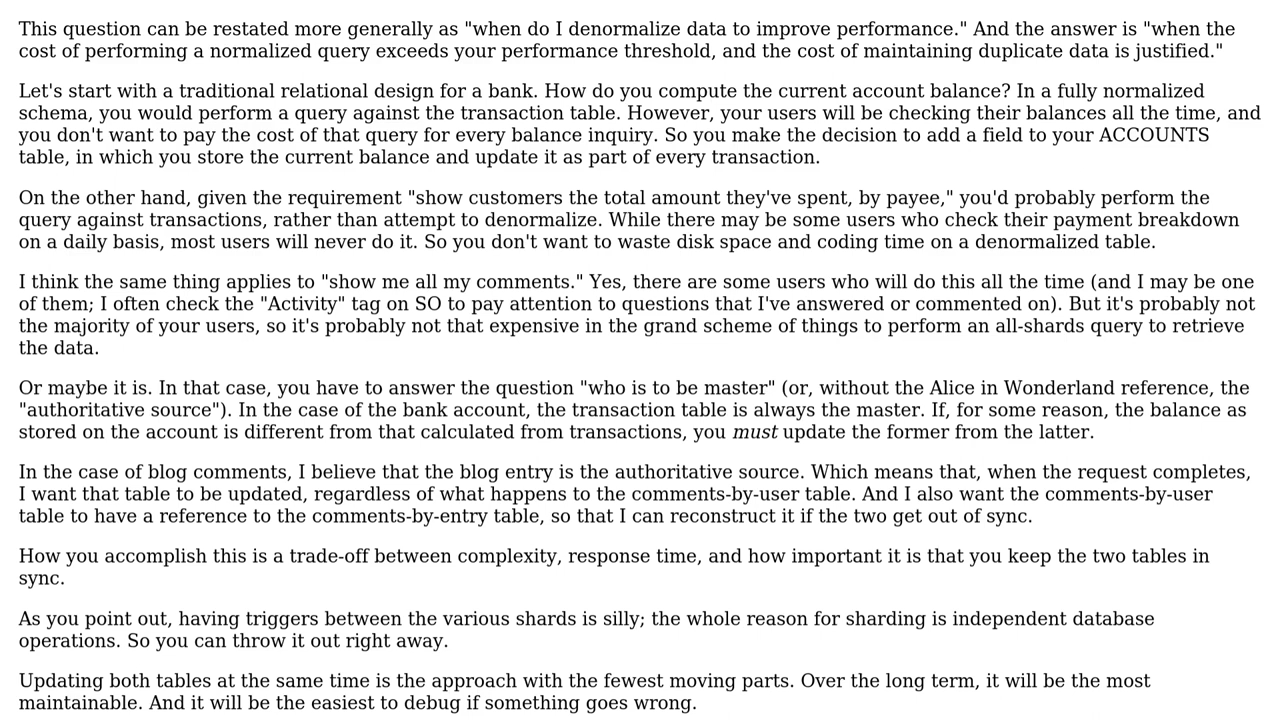 This question can be restated more generally as "when do I denormalize data to improve performance." And the answer is "when the
cost of performing a normalized query exceeds your performance threshold, and the cost of maintaining duplicate data is justified."
Let's start with a traditional relational design for a bank. How do you compute the current account balance? In a fully normalized
schema, you would perform a query against the transaction table. However, your users will be checking their balances all the time, and
you don't want to pay the cost of that query for every balance inquiry. So you make the decision to add a field to your ACCOUNTS
table, in which you store the current balance and update it as part of every transaction.
On the other hand, given the requirement "show customers the total amount they've spent, by payee," you'd probably perform the
query against transactions, rather than attempt to denormalize. While there may be some users who check their payment breakdown
on a daily basis, most users will never do it. So you don't want to waste disk space and coding time on a denormalized table.
I think the same thing applies to "show me all my comments." Yes, there are some users who will do this all the time (and I may be one
of them; I often check the "Activity" tag on SO to pay attention to questions that I've answered or commented on). But it's probably not
the majority of your users, so it's probably not that expensive in the grand scheme of things to perform an all-shards query to retrieve
the data.
Or maybe it is. In that case, you have to answer the question "who is to be master" (or, without the Alice in Wonderland reference, the
"authoritative source"). In the case of the bank account, the transaction table is always the master. If, for some reason, the balance as
stored on the account is different from that calculated from transactions, you must update the former from the latter.
In the case of blog comments, I believe that the blog entry is the authoritative source. Which means that, when the request completes,
I want that table to be updated, regardless of what happens to the comments-by-user table. And I also want the comments-by-user
table to have a reference to the comments-by-entry table, so that I can reconstruct it if the two get out of sync.
How you accomplish this is a trade-off between complexity, response time, and how important it is that you keep the two tables in
sync.
As you point out, having triggers between the various shards is silly; the whole reason for sharding is independent database
operations. So you can throw it out right away.
Updating both tables at the same time is the approach with the fewest moving parts. Over the long term, it will be the most
maintainable. And it will be the easiest to debug if something goes wrong.